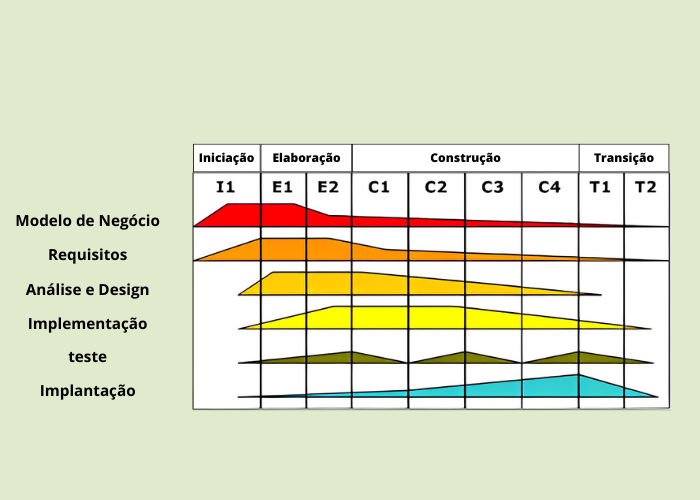 Iniciação Elaboração Construção Transição
I1 E1 E2 C1 C2 C3 C4 T1 T2
Modelo de Negócio
Requisitos
Análise e Design
Implementação
teste
Implantação